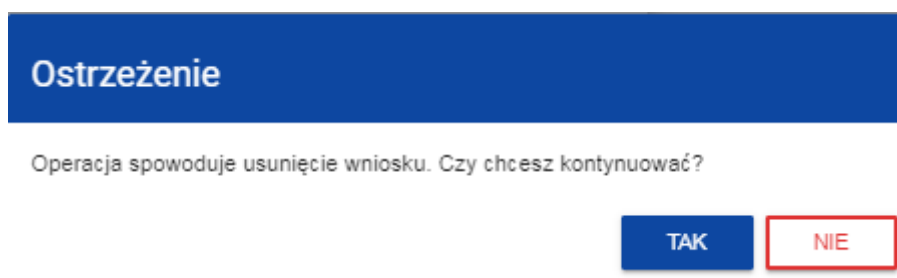 Ostrzeżenie
Operacja spowoduje usunięcie wniosku. Czy chcesz kontynuować?
TAK NIE